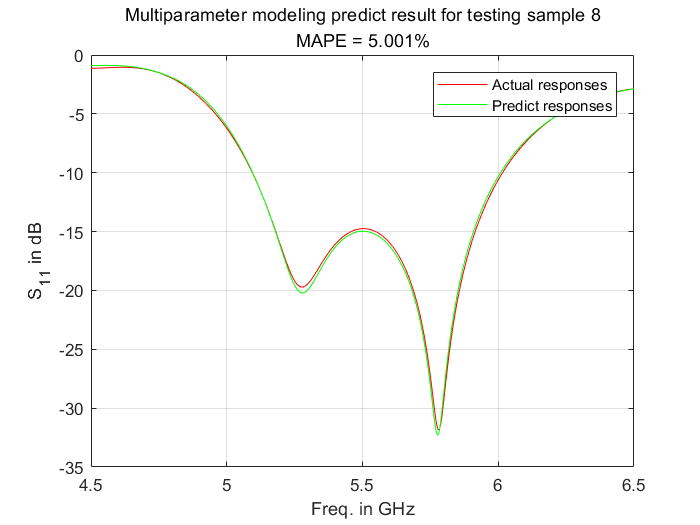 Multiparameter modeling predict result for testing sample 8
MAPE = 5.001%
Actual responses
Predict responses
0
-5
-10
-15
-20
-25
-30
-35
S11 in dB
4.5
5
5.5
6
6.5
Freq. in GHz